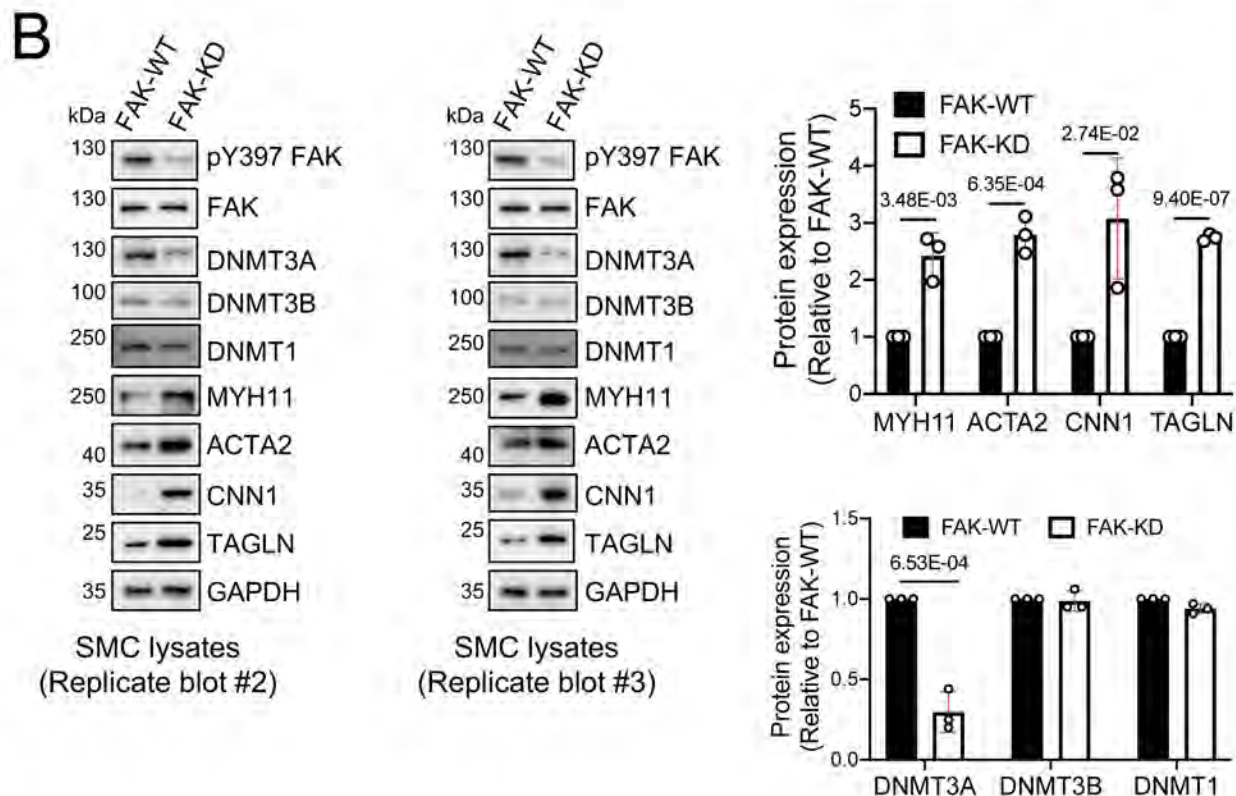 B
FAK-WT FAK-KD
kDa
130 pY397 FAK
130 FAK
130 DNMT3A
100 DNMT3B
250 DNMT1
250 MYH11
40 ACTA2
35 CNN1
25 TAGLN
35 GAPDH
SMC lysates
(Replicate blot #2)
FAK-WT FAK-KD
kDa
130 pY397 FAK
130 FAK
130 DNMT3A
100 DNMT3B
250 DNMT1
250 MYH11
40 ACTA2
35 CNN1
25 TAGLN
35 GAPDH
SMC lysates
(Replicate blot #3)
Protein expression
(Relative to FAK-WT)
5
4
3
2
1
0
FAK-WT
FAK-KD
3.48E-03
6.35E-04
2.74E-02
9.40E-07
MYH11 ACTA2 CNN1 TAGLN
Protein expression
(Relative to FAK-WT)
1.5
1.0
0.5
0.0
FAK-WT FAK-KD
6.53E-04
DNMT3A DNMT3B DNMT1